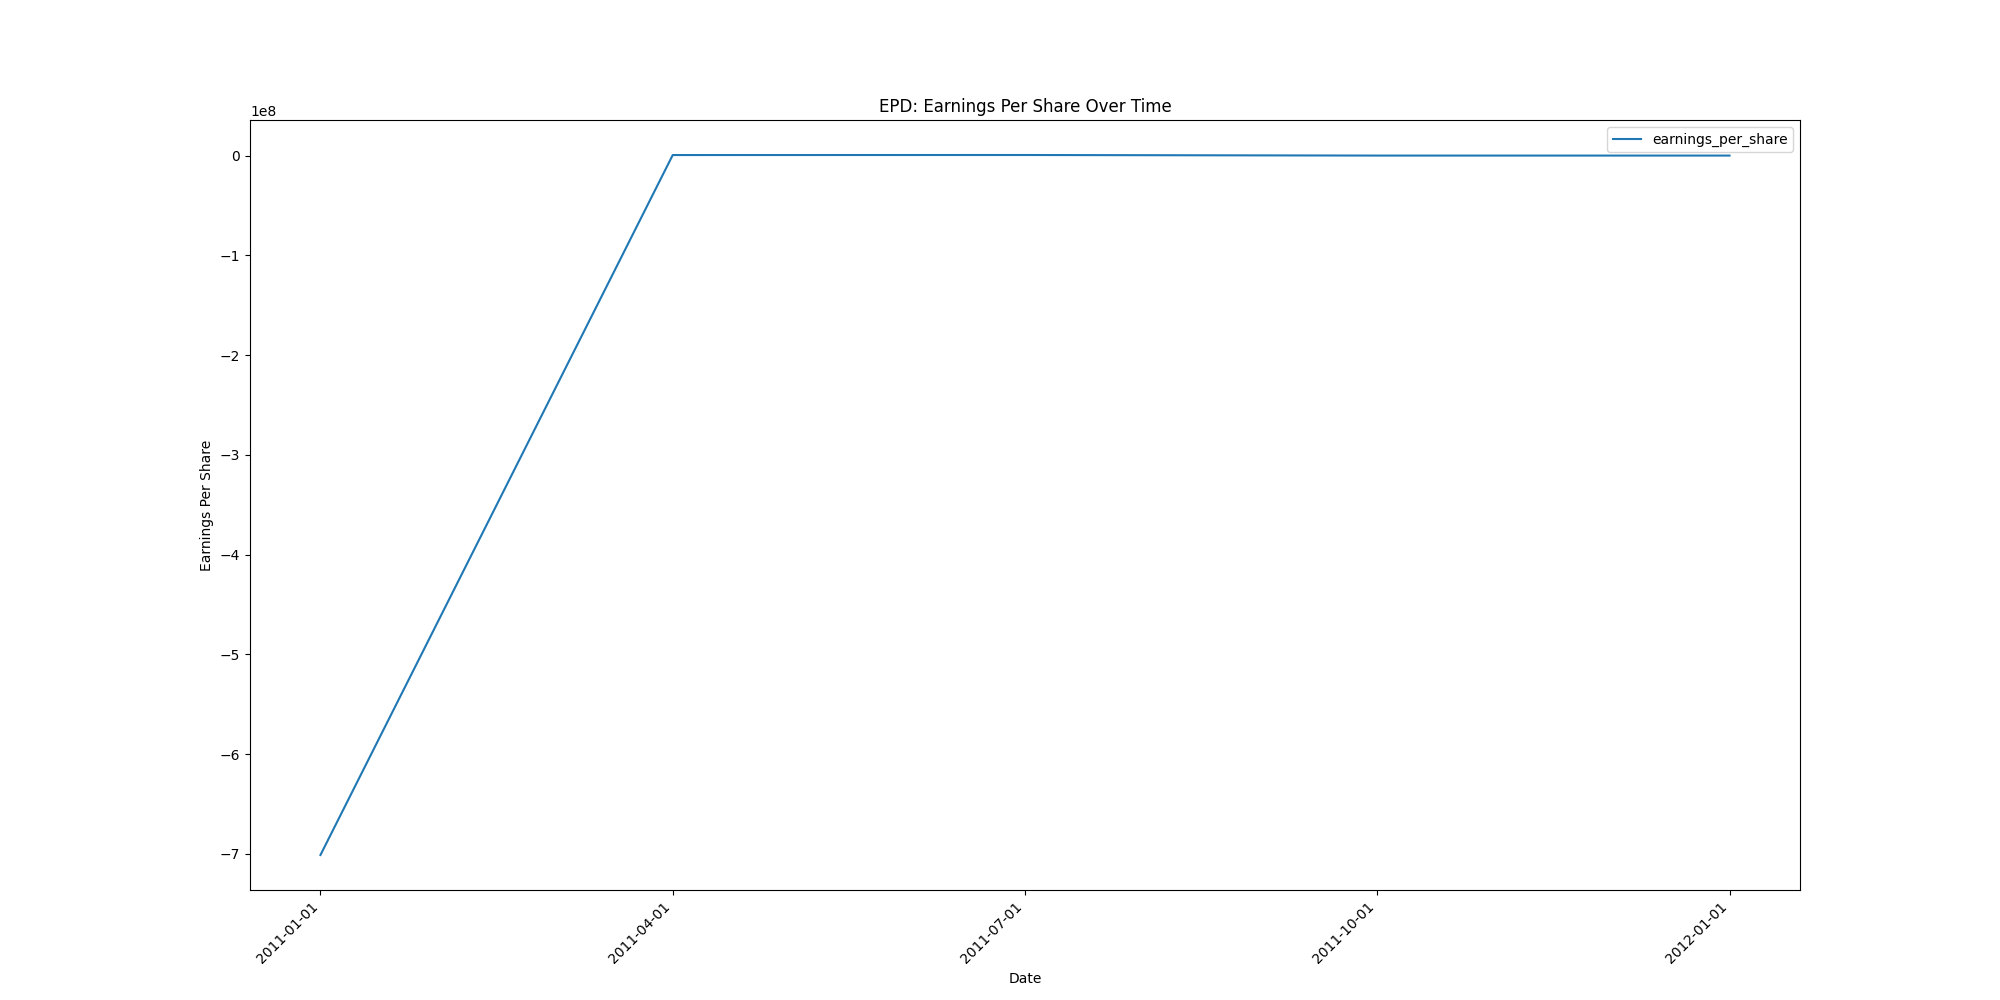 EPD: Earnings Per Share Over Time
1e8
earnings_per_share
0
−1
−2
−3
−4
−5
−6
−7
Earnings Per Share
2011-01-01
2011-04-01
2011-07-01
2011-10-01
2012-01-01
Date